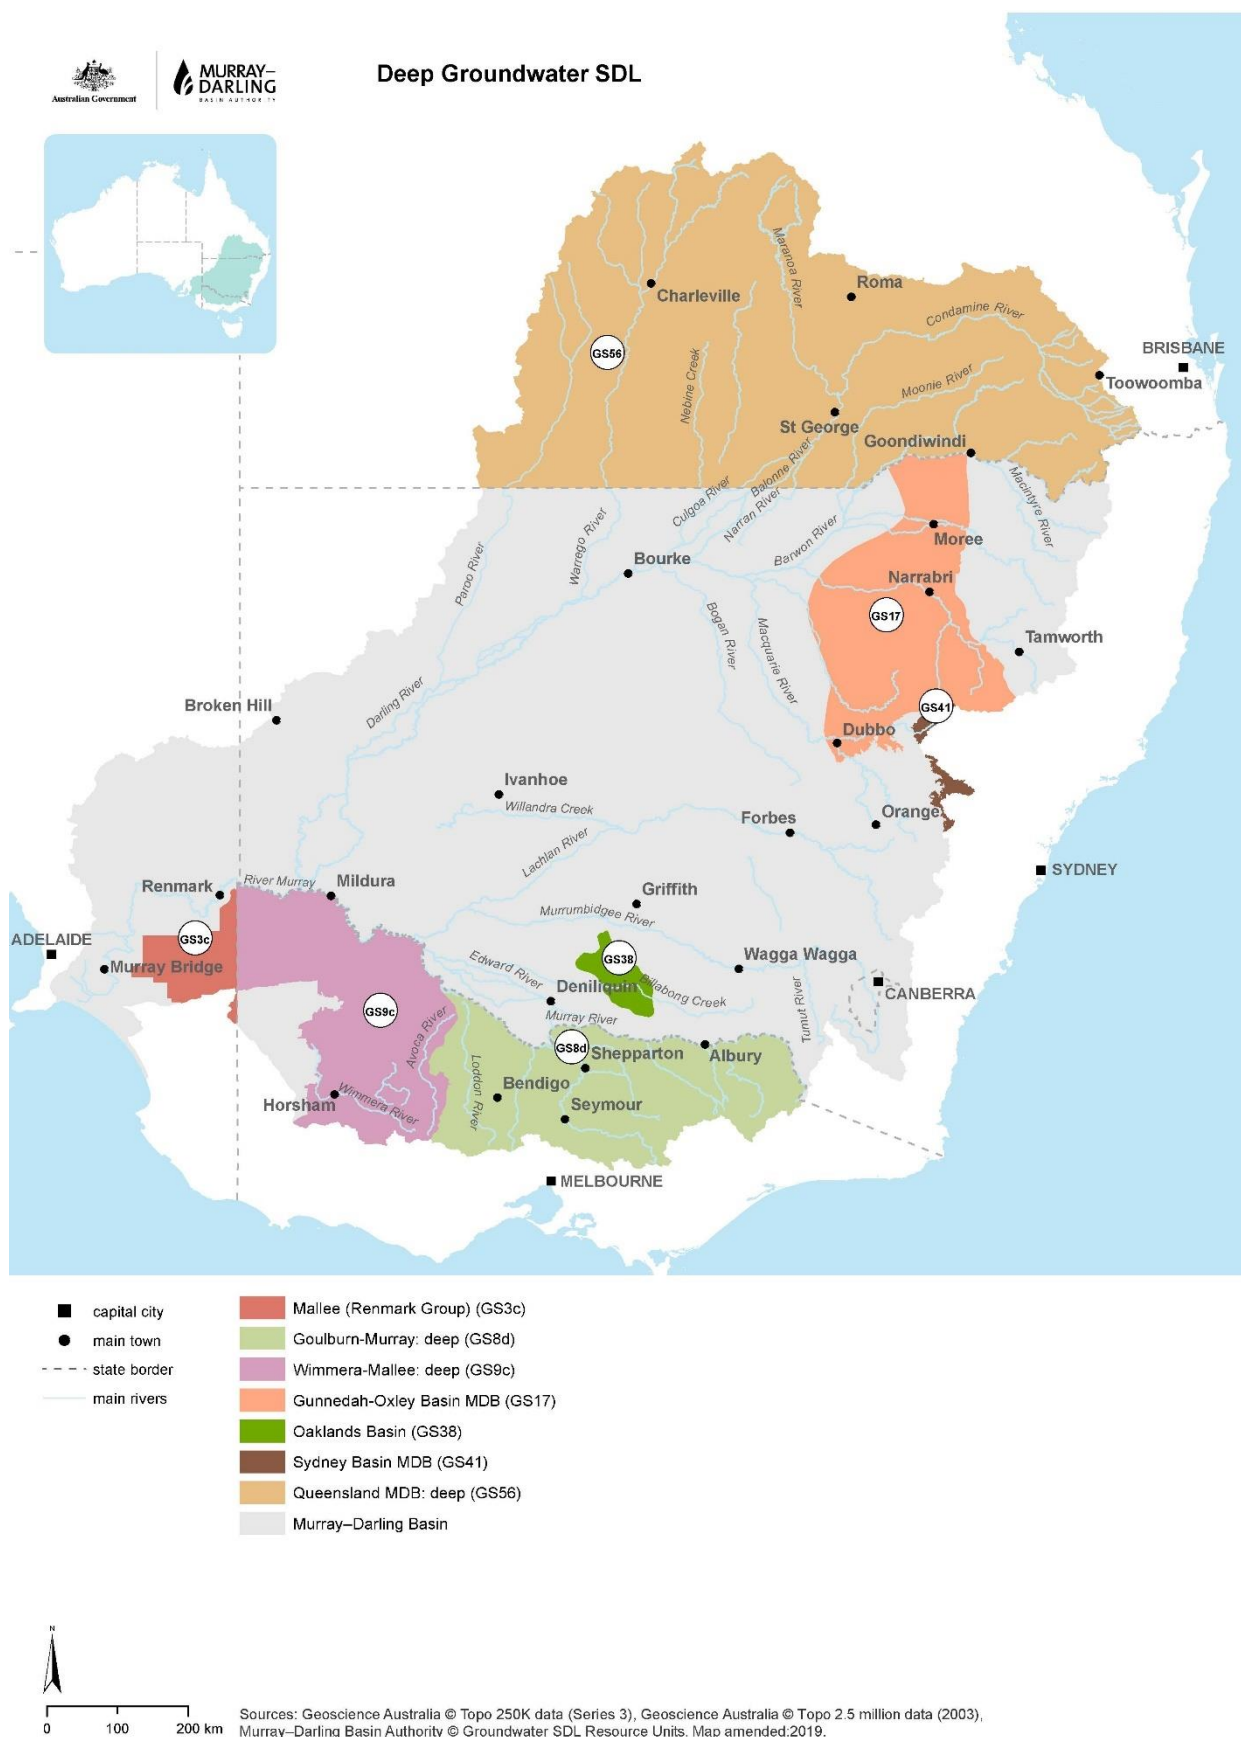 Australian Government
MURRAY–
DARLING
BASIN AUTHORITY
Deep Groundwater SDL
Maranoa River
Roma
Charleville
Condamine River
BRISBANE
GS56
Nebine Creek
Moonie River
Toowoomba
St George
Goondiwindi
Balonne River
Culgoa River
Narran River
Macintyre River
Barwon River
Moree
Warrego River
Paroo River
Bourke
Narrabri
GS17
Bogan River
Macquarie River
Tamworth
Darling River
Broken Hill
GS41
Dubbo
Ivanhoe
Willandra Creek
Forbes
Orange
Lachlan River
SYDNEY
River Murray
Mildura
Renmark
Griffith
Murrumbidgee River
ADELAIDE
GS3c
Wagga Wagga
GS38
Murray Bridge
Edward River
Deniliquin
Billabong Creek
Tumut River
CANBERRA
GS9c
Murray River
Avoca River
GS8d
Shepparton
Albury
Loddon River
Bendigo
Horsham
Wimmera River
Seymour
MELBOURNE
capital city
main town
state border
main rivers
Mallee (Renmark Group) (GS3c)
Goulburn-Murray: deep (GS8d)
Wimmera-Mallee: deep (GS9c)
Gunnedah-Oxley Basin MDB (GS17)
Oaklands Basin (GS38)
Sydney Basin MDB (GS41)
Queensland MDB: deep (GS56)
Murray–Darling Basin
N
0 100 200 km
Sources: Geoscience Australia © Topo 250K data (Series 3), Geoscience Australia © Topo 2.5 million data (2003),
Murray–Darling Basin Authority © Groundwater SDL Resource Units. Map amended:2019.